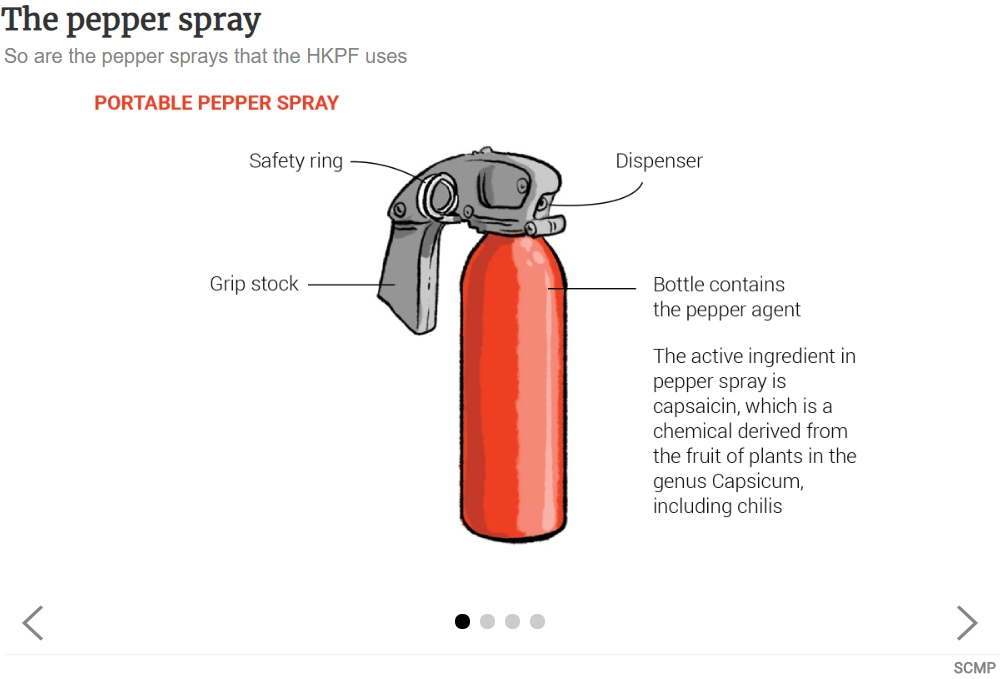 The pepper spray
So are the pepper sprays that the HKPF uses
PORTABLE PEPPER SPRAY
Safety ring
Dispenser
Grip stock
Bottle contains
the pepper agent
The active ingredient in
pepper spray is
capsaicin, which is a
chemical derived from
the fruit of plants in the
genus Capsicum,
including chilis
SCMP